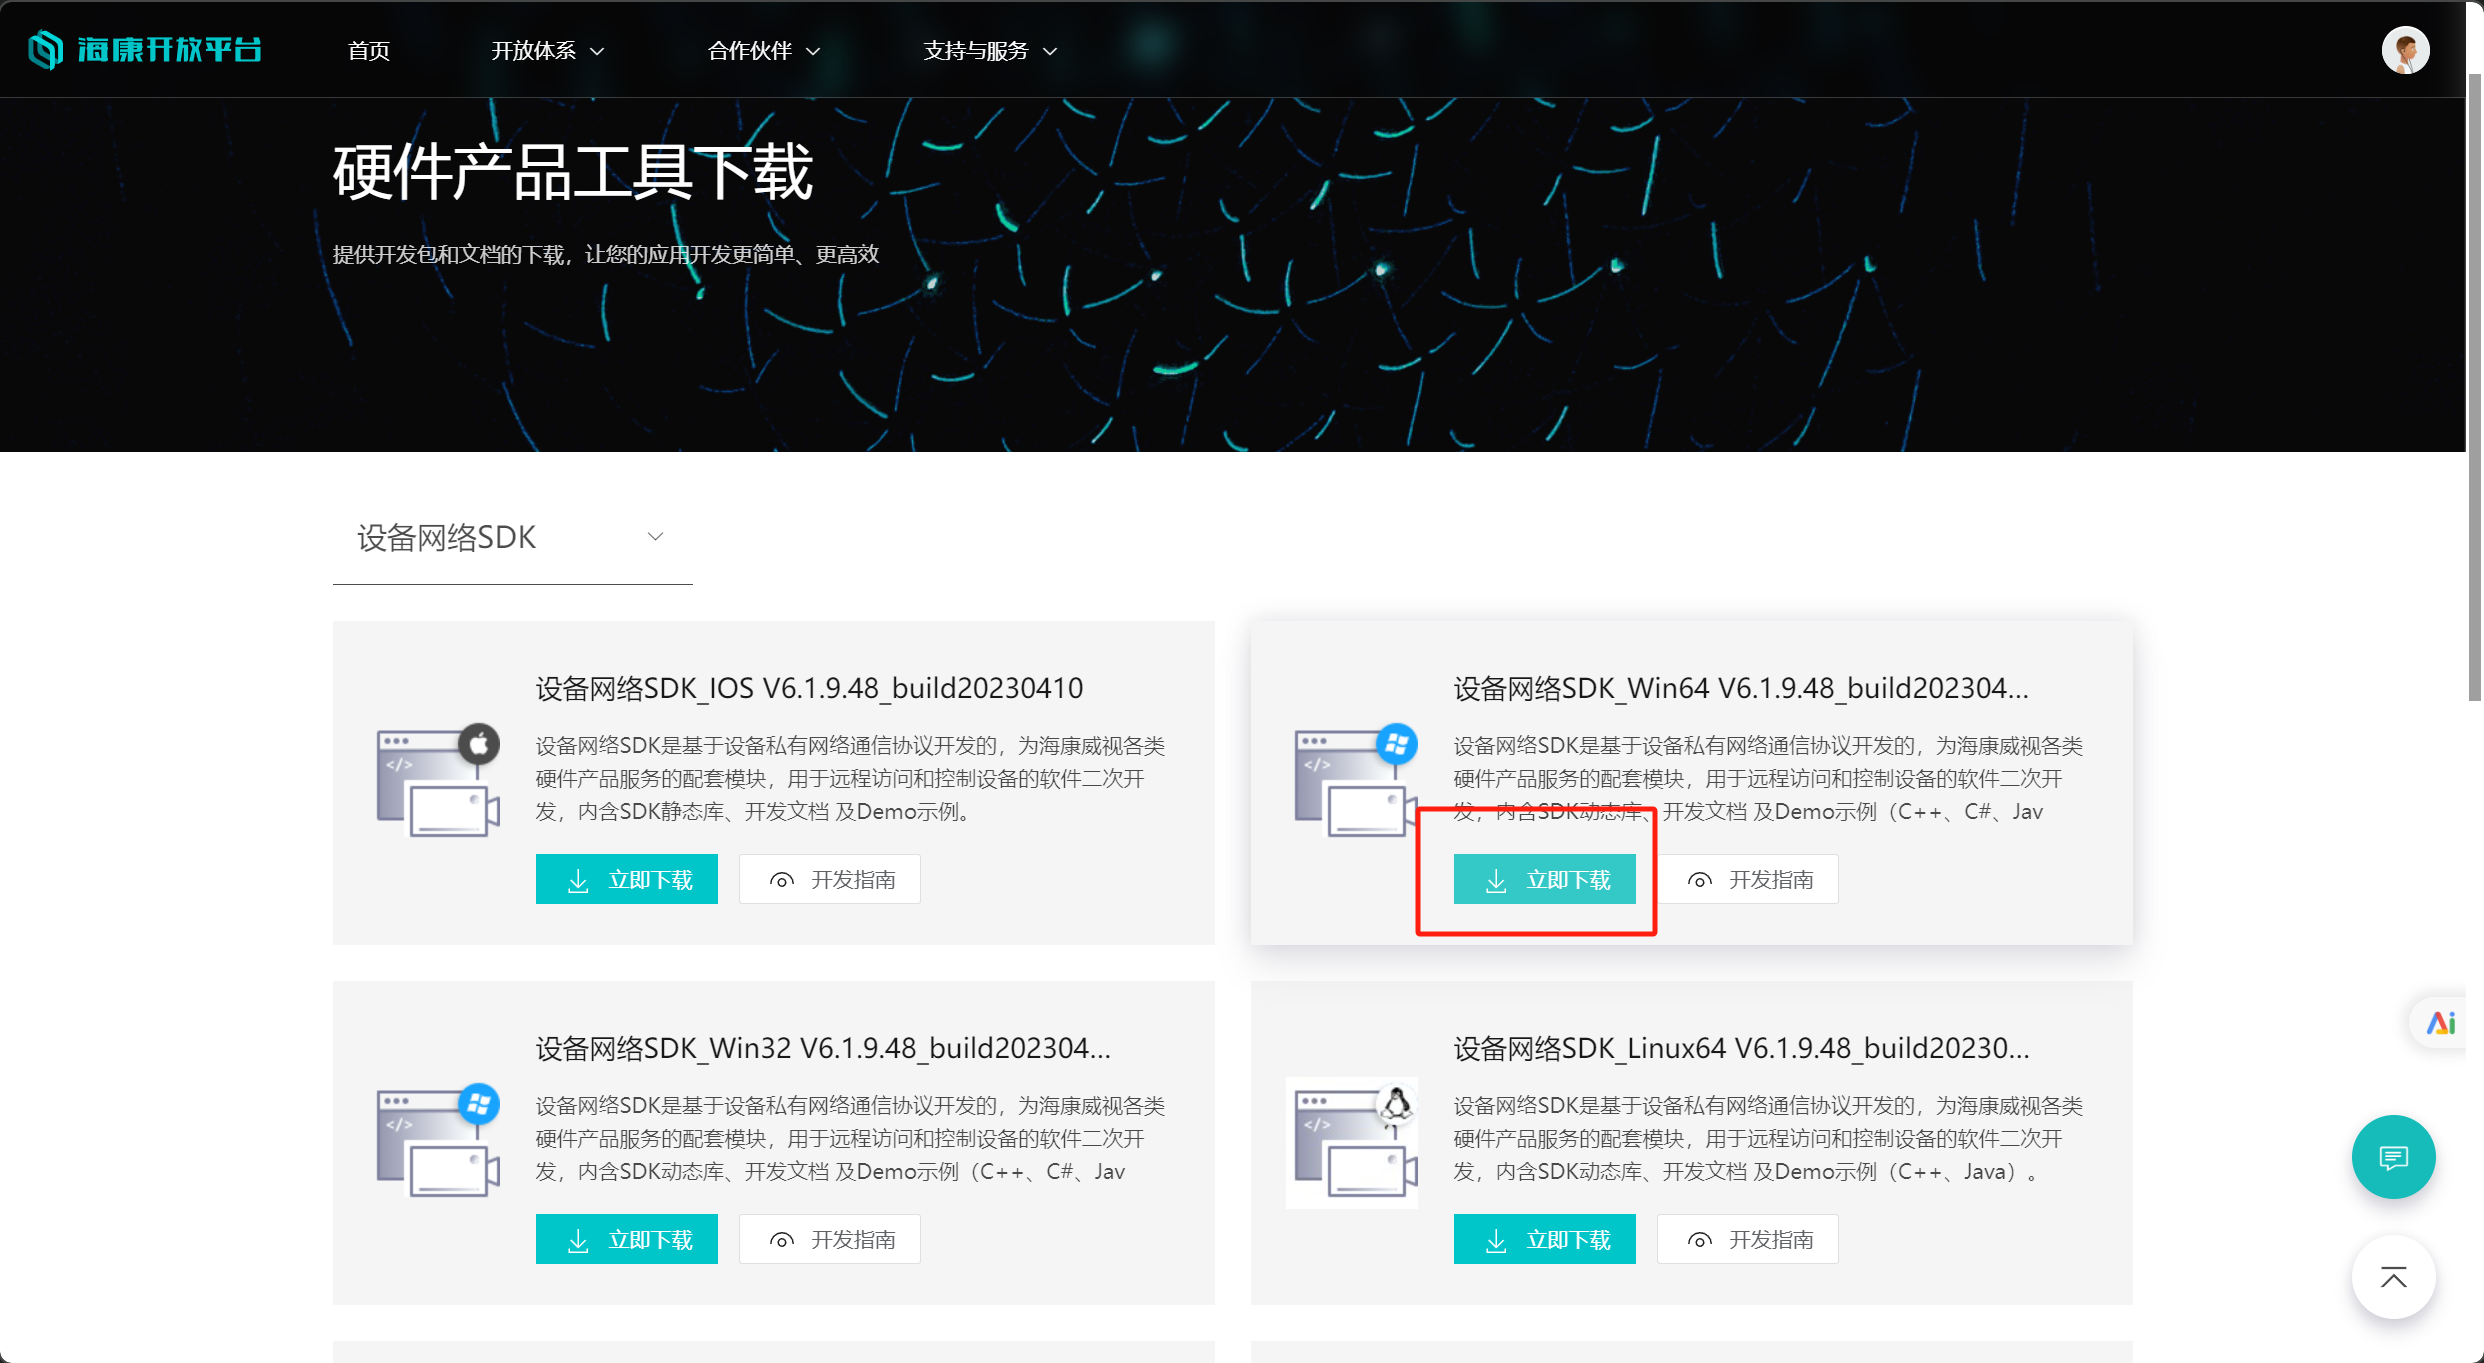 海康开放平台
首页
开放体系
合作伙伴
支持与服务
硬件产品工具下载
提供开发包和文档的下载，让您的应用开发更简单、更高效
设备网络SDK
设备网络SDK_IOS V6.1.9.48_build20230410
设备网络SDK是基于设备私有网络通信协议开发的，为海康威视各类
硬件产品服务的配套模块，用于远程访问和控制设备的软件二次开
发，内含SDK静态库、开发文档 及Demo示例。
立即下载
开发指南
设备网络SDK_Win64 V6.1.9.48_build202304...
设备网络SDK是基于设备私有网络通信协议开发的，为海康威视各类
硬件产品服务的配套模块，用于远程访问和控制设备的软件二次开
发，内含SDK动态库、开发文档 及Demo示例（C++、C#、Jav
立即下载
开发指南
设备网络SDK_Win32 V6.1.9.48_build202304...
设备网络SDK是基于设备私有网络通信协议开发的，为海康威视各类
硬件产品服务的配套模块，用于远程访问和控制设备的软件二次开
发，内含SDK动态库、开发文档 及Demo示例（C++、C#、Jav
立即下载
开发指南
设备网络SDK_Linux64 V6.1.9.48_build20230...
设备网络SDK是基于设备私有网络通信协议开发的，为海康威视各类
硬件产品服务的配套模块，用于远程访问和控制设备的软件二次开
发，内含SDK动态库、开发文档 及Demo示例（C++、Java）。
立即下载
开发指南
Ai